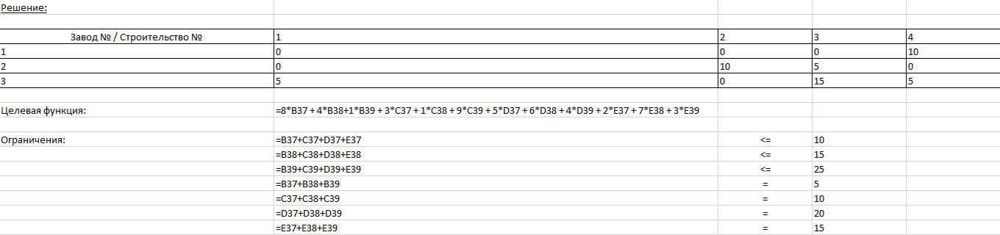 Решение:
Завод № / Строительство № 1 2 3 4
1 0 0 0 10
2 0 10 5 0
3 5 0 15 5
Целевая функция: =8*B37 + 4*B38+1*B39 + 3*C37 + 1*C38 + 9*C39 + 5*D37 + 6*D38 + 4*D39 + 2*E37 + 7*E38 + 3*E39
Ограничения: =B37+C37+D37+E37 <= 10
=B38+C38+D38+E38 <= 15
=B39+C39+D39+E39 <= 25
=B37+B38+B39 = 5
=C37+C38+C39 = 10
=D37+D38+D39 = 20
=E37+E38+E39 = 15